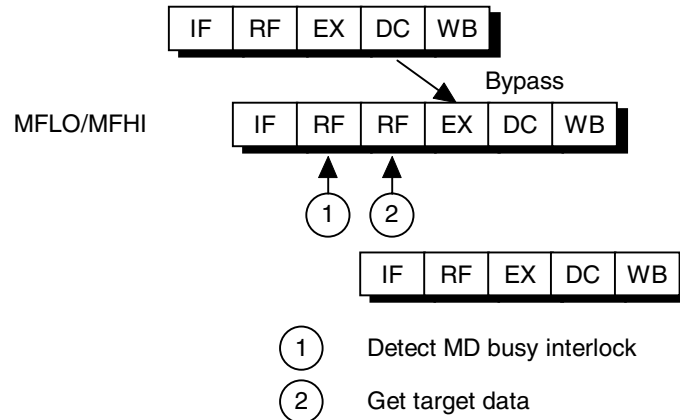 IF RF EX DC WB
Bypass
MFLO/MFHI IF RF RF EX DC WB
1 2
IF RF EX DC WB
1 Detect MD busy interlock
2 Get target data